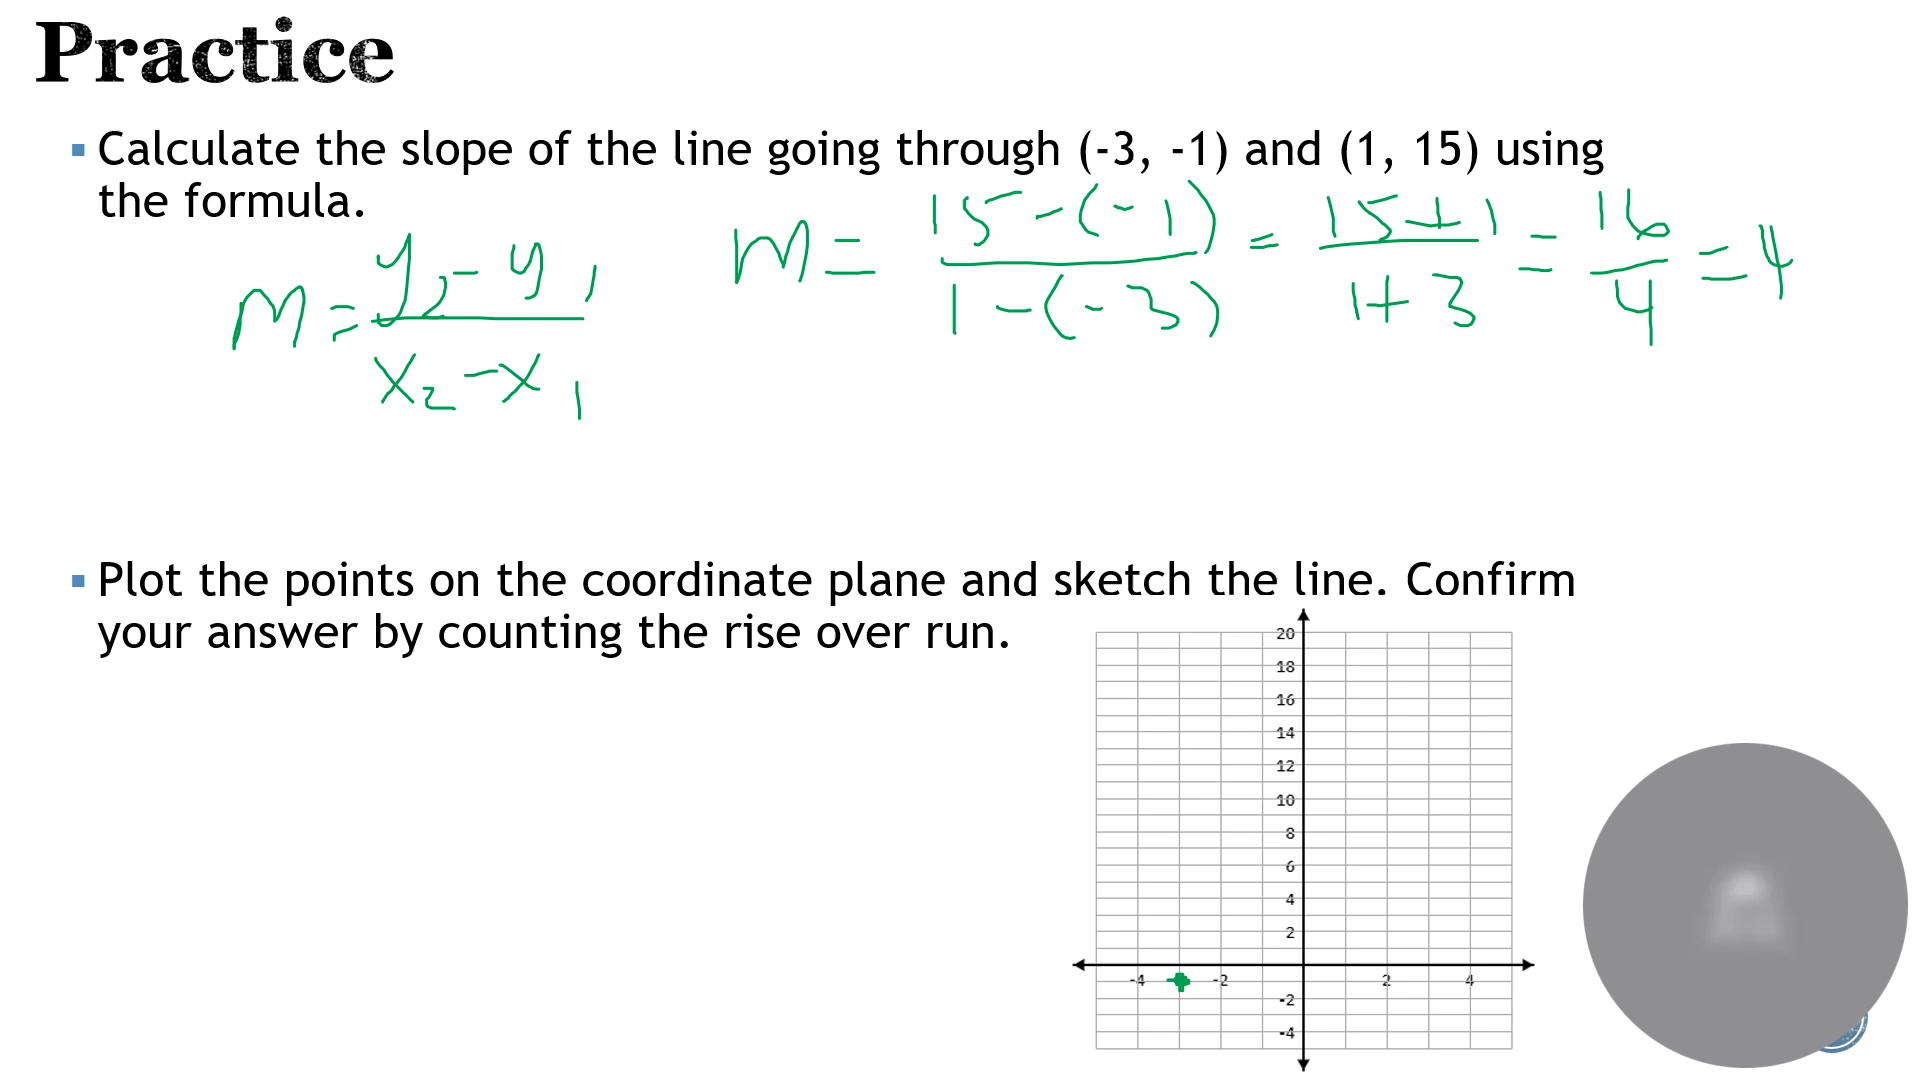 Practice
▪ Calculate the slope of the line going through (-3, -1) and (1, 15) using
the formula.
m = (y₂ - y₁)/(x₂ - x₁)
m = (15 - (-1))/(1 - (-3)) = (15 + 1)/(1 + 3) = 16/4 = 4
▪ Plot the points on the coordinate plane and sketch the line. Confirm
your answer by counting the rise over run.
20
18
16
14
12
10
8
6
4
2
-4 -2 2 4
-2
-4